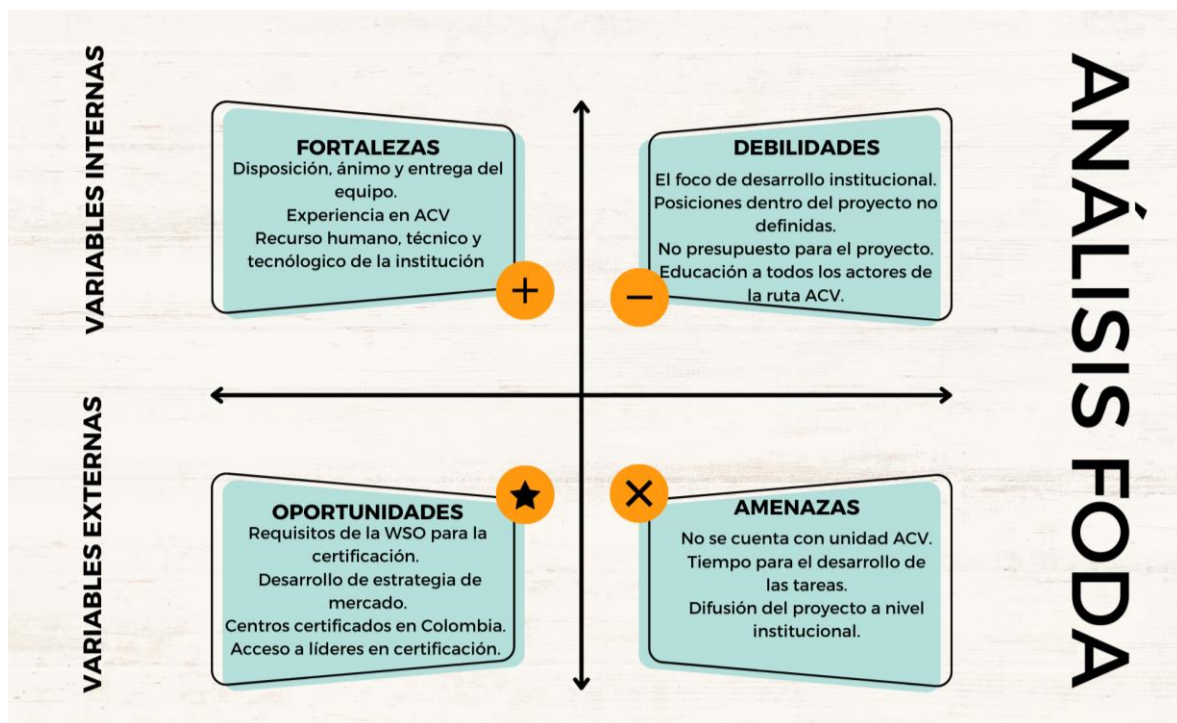 VARIABLES INTERNAS
FORTALEZAS
Disposición, ánimo y entrega del
equipo.
Experiencia en ACV
Recurso humano, técnico y
tecnólogico de la institución
+
DEBILIDADES
El foco de desarrollo institucional.
Posiciones dentro del proyecto no
definidas.
No presupuesto para el proyecto.
Educación a todos los actores de
la ruta ACV.
−
VARIABLES EXTERNAS
OPORTUNIDADES
Requisitos de la WSO para la
certificación.
Desarrollo de estrategia de
mercado.
Centros certificados en Colombia.
Acceso a líderes en certificación.
AMENAZAS
No se cuenta con unidad ACV.
Tiempo para el desarrollo de
las tareas.
Difusión del proyecto a nivel
institucional.
ANÁLISIS FODA